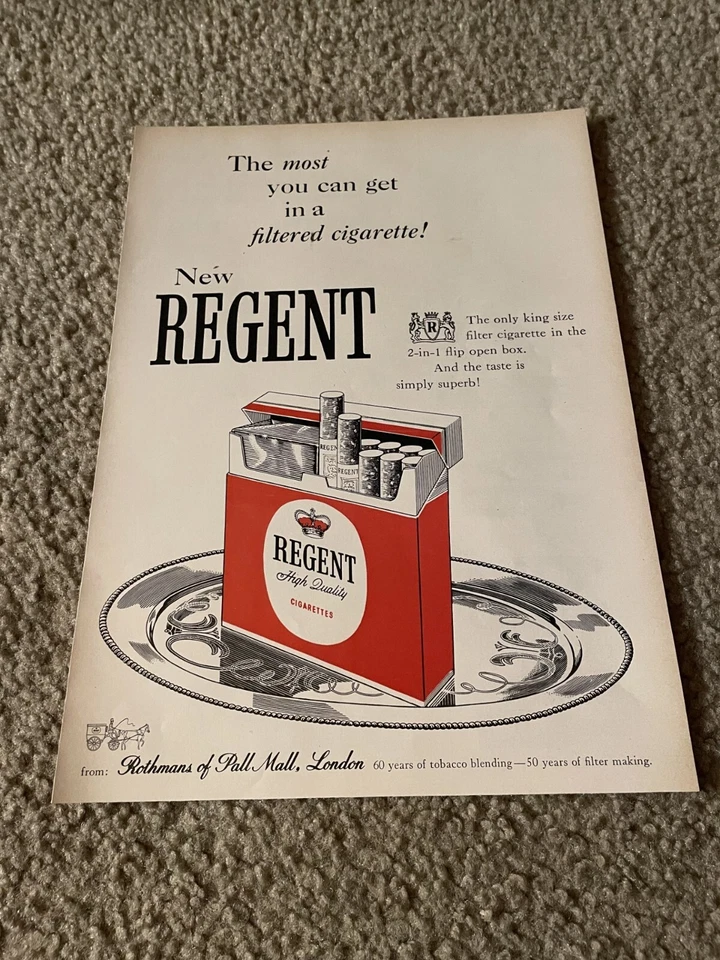 The most
you can get
in a
filtered cigarette!
New
REGENT
R
The only king size
filter cigarette in the
2-in-1 flip open box.
And the taste is
simply superb!
REGENT
REGENT
REGENT
High Quality
CIGARETTES
from: Rothmans of Pall Mall, London 60 years of tobacco blending—50 years of filter making.